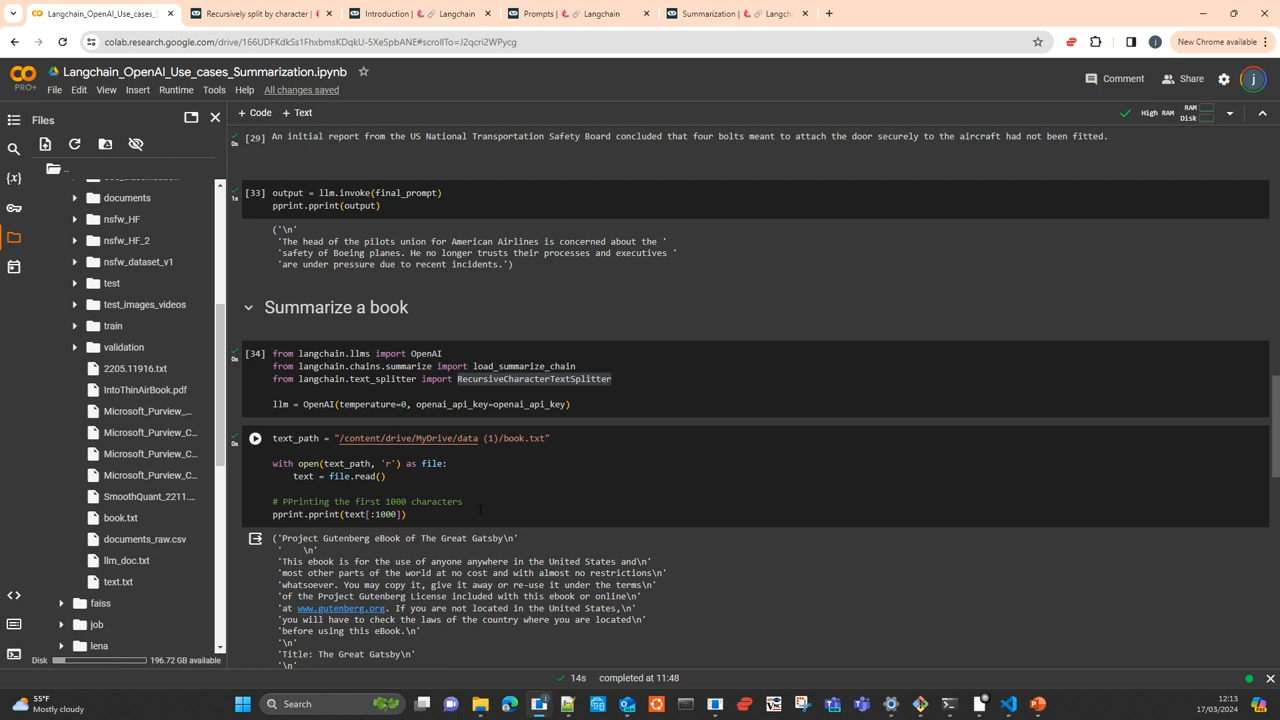 Langchain_OpenAI_Use_cases_S
Recursively split by character |
Introduction | Langchain
Prompts | Langchain
Summarization | Langch
colab.research.google.com/drive/166UDFKdkSs1FhxbmsKDqkU-5XeSpbANE#scrollTo=J2qcri2WPycg
New Chrome available
CO
PRO+
Langchain_OpenAI_Use_cases_Summarization.ipynb
Comment
Share
j
File Edit View Insert Runtime Tools Help All changes saved
Files
+ Code + Text
High RAM
RAM
Disk
..
documents
nsfw_HF
nsfw_HF_2
nsfw_dataset_v1
test
test_images_videos
train
validation
2205.11916.txt
IntoThinAirBook.pdf
Microsoft_Purview_...
Microsoft_Purview_C...
Microsoft_Purview_C...
Microsoft_Purview_C...
SmoothQuant_2211....
book.txt
documents_raw.csv
llm_doc.txt
text.txt
faiss
job
lena
Disk 196.72 GB available
[29] An initial report from the US National Transportation Safety Board concluded that four bolts meant to attach the door securely to the aircraft had not been fitted.
0s
[33] output = llm.invoke(final_prompt)
1s
pprint.pprint(output)
('\n'
'The head of the pilots union for American Airlines is concerned about the '
'safety of Boeing planes. He no longer trusts their processes and executives '
'are under pressure due to recent incidents.')
Summarize a book
[34] from langchain.llms import OpenAI
0s
from langchain.chains.summarize import load_summarize_chain
from langchain.text_splitter import RecursiveCharacterTextSplitter
llm = OpenAI(temperature=0, openai_api_key=openai_api_key)
text_path = "/content/drive/MyDrive/data (1)/book.txt"
0s
with open(text_path, 'r') as file:
text = file.read()
# PPrinting the first 1000 characters
pprint.pprint(text[:1000])
('Project Gutenberg eBook of The Great Gatsby\n'
' \n'
'This ebook is for the use of anyone anywhere in the United States and\n'
'most other parts of the world at no cost and with almost no restrictions\n'
'whatsoever. You may copy it, give it away or re-use it under the terms\n'
'of the Project Gutenberg License included with this ebook or online\n'
'at www.gutenberg.org. If you are not located in the United States,\n'
'you will have to check the laws of the country where you are located\n'
'before using this eBook.\n'
'\n'
'Title: The Great Gatsby\n'
'\n'
14s completed at 11:48
55°F
Mostly cloudy
Search
12:13
17/03/2024